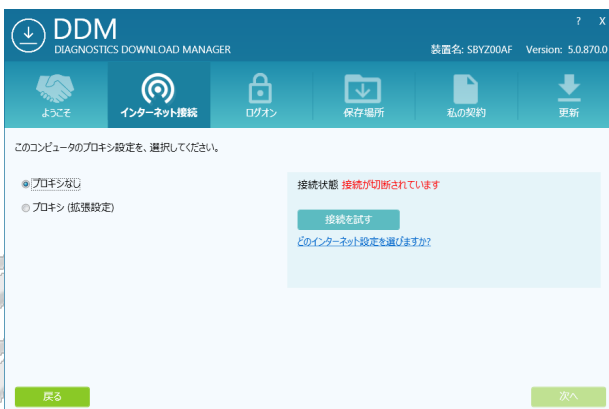 DDM
DIAGNOSTICS DOWNLOAD MANAGER
? X
装置名: SBYZ00AF Version: 5.0.870.0
ようこそ インターネット接続 ログオン 保存場所 私の契約 更新
このコンピュータのプロキシ設定を、選択してください。
プロキシなし
プロキシ (拡張設定)
接続状態 接続が切断されています
接続を試す
どのインターネット設定を選びますか?
戻る 次へ